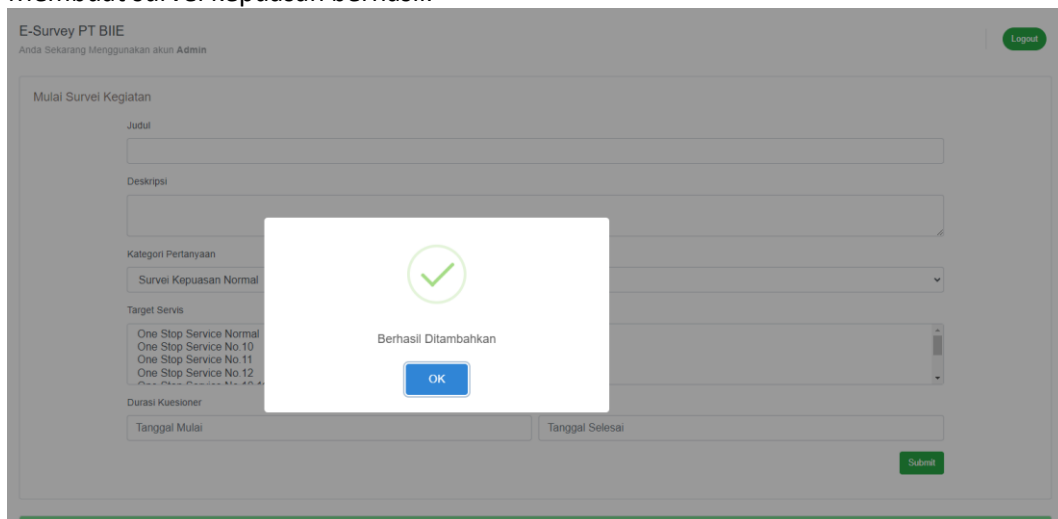 E-Survey PT BIIE
Anda Sekarang Menggunakan akun Admin
Logout
Mulai Survei Kegiatan
Judul
Deskripsi
Kategori Pertanyaan
Survei Kepuasan Normal
Target Servis
One Stop Service Normal
One Stop Service No.10
One Stop Service No.11
One Stop Service No.12
Berhasil Ditambahkan
OK
Durasi Kuesioner
Tanggal Mulai
Tanggal Selesai
Submit